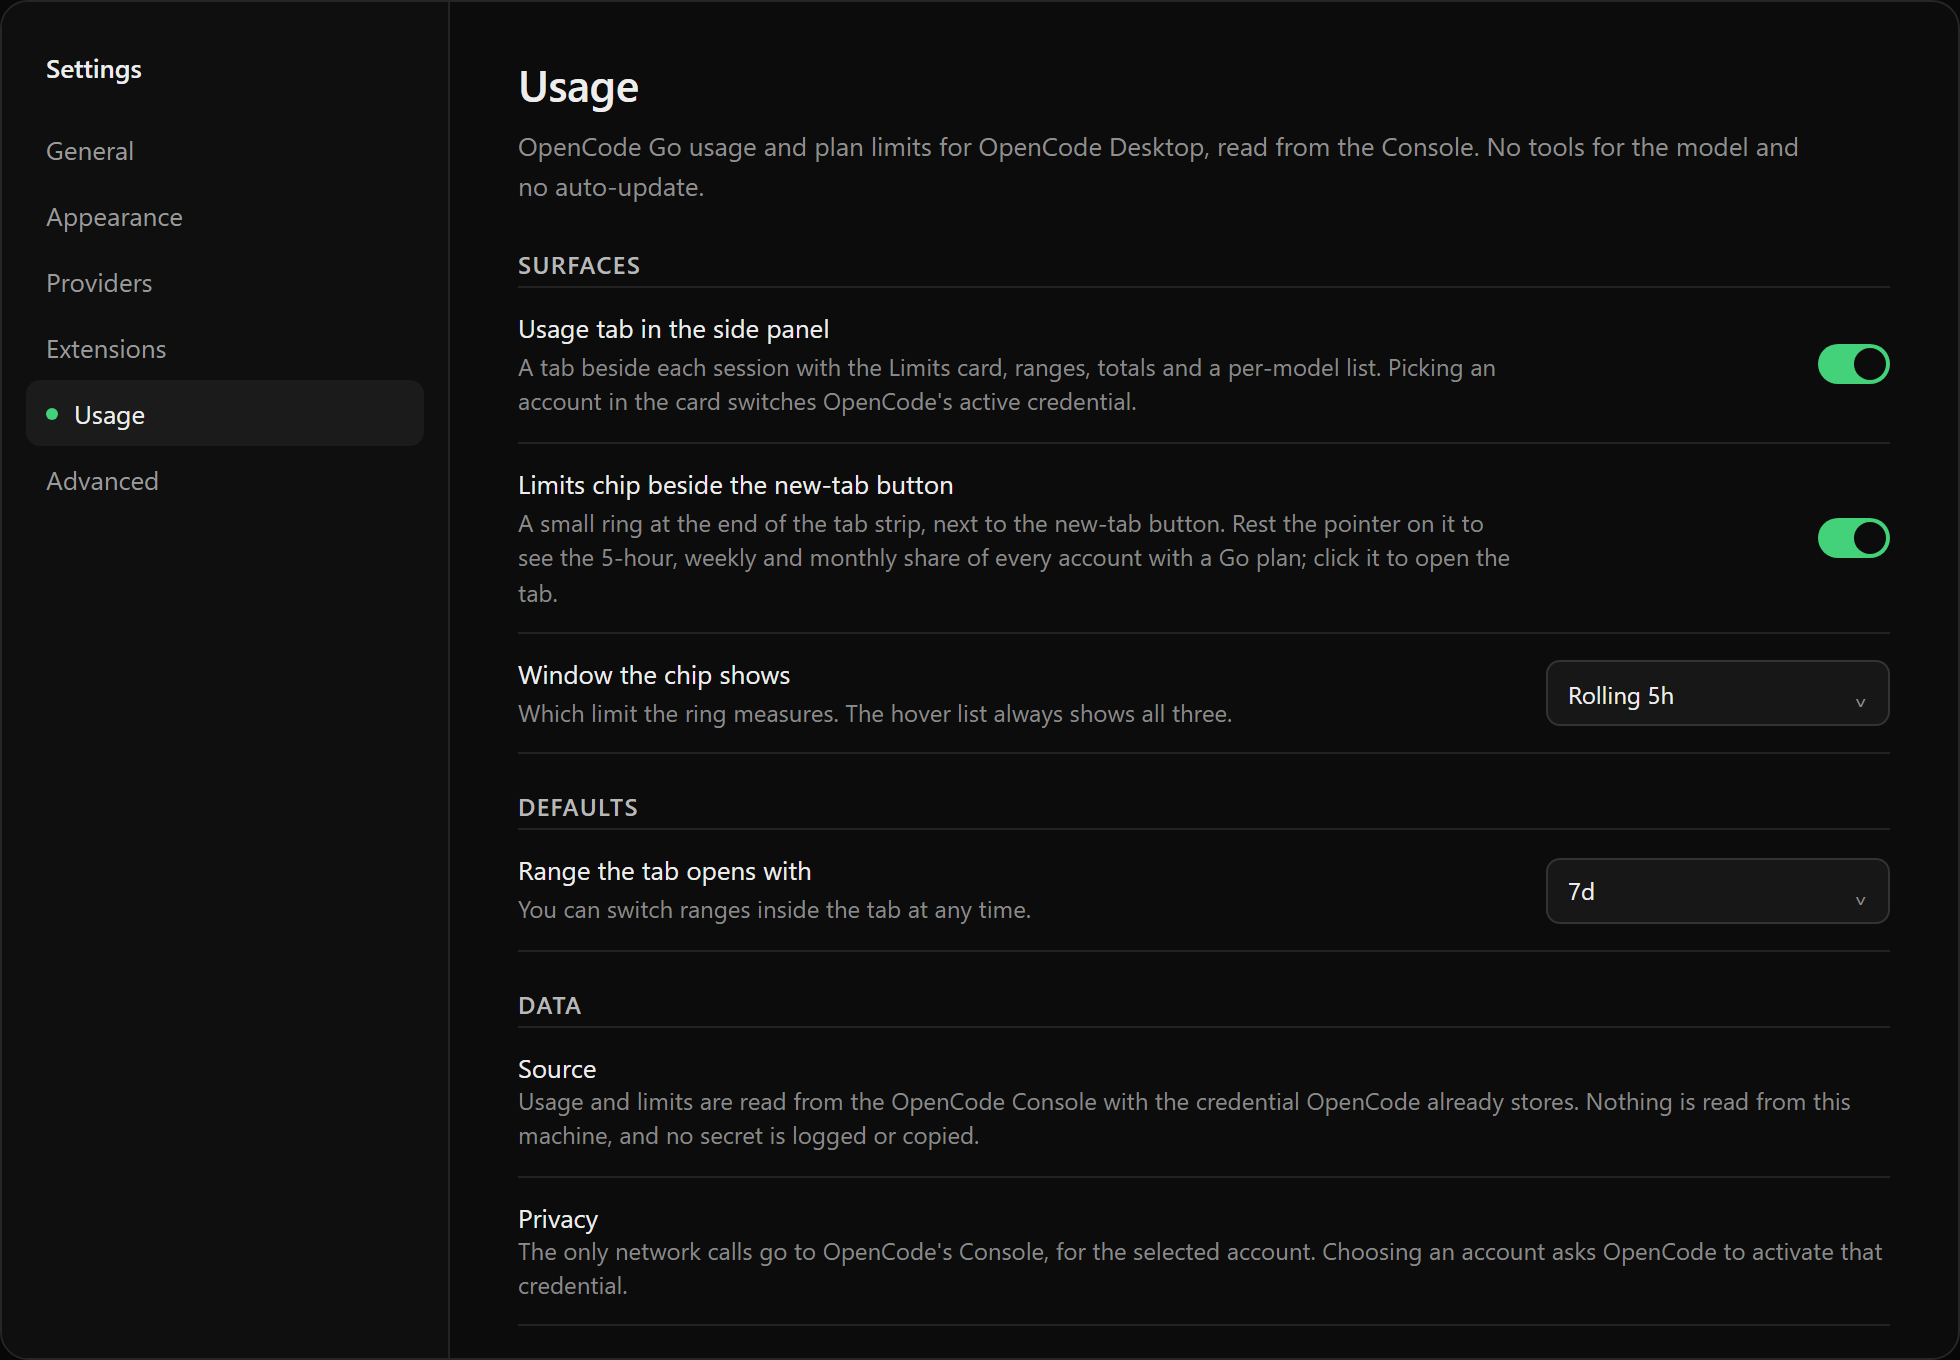 Settings
General
Appearance
Providers
Extensions
Usage
Advanced
Usage
OpenCode Go usage and plan limits for OpenCode Desktop, read from the Console. No tools for the model and
no auto-update.
SURFACES
Usage tab in the side panel
A tab beside each session with the Limits card, ranges, totals and a per-model list. Picking an
account in the card switches OpenCode's active credential.
Limits chip beside the new-tab button
A small ring at the end of the tab strip, next to the new-tab button. Rest the pointer on it to
see the 5-hour, weekly and monthly share of every account with a Go plan; click it to open the
tab.
Window the chip shows
Which limit the ring measures. The hover list always shows all three.
Rolling 5h
DEFAULTS
Range the tab opens with
You can switch ranges inside the tab at any time.
7d
DATA
Source
Usage and limits are read from the OpenCode Console with the credential OpenCode already stores. Nothing is read from this
machine, and no secret is logged or copied.
Privacy
The only network calls go to OpenCode's Console, for the selected account. Choosing an account asks OpenCode to activate that
credential.